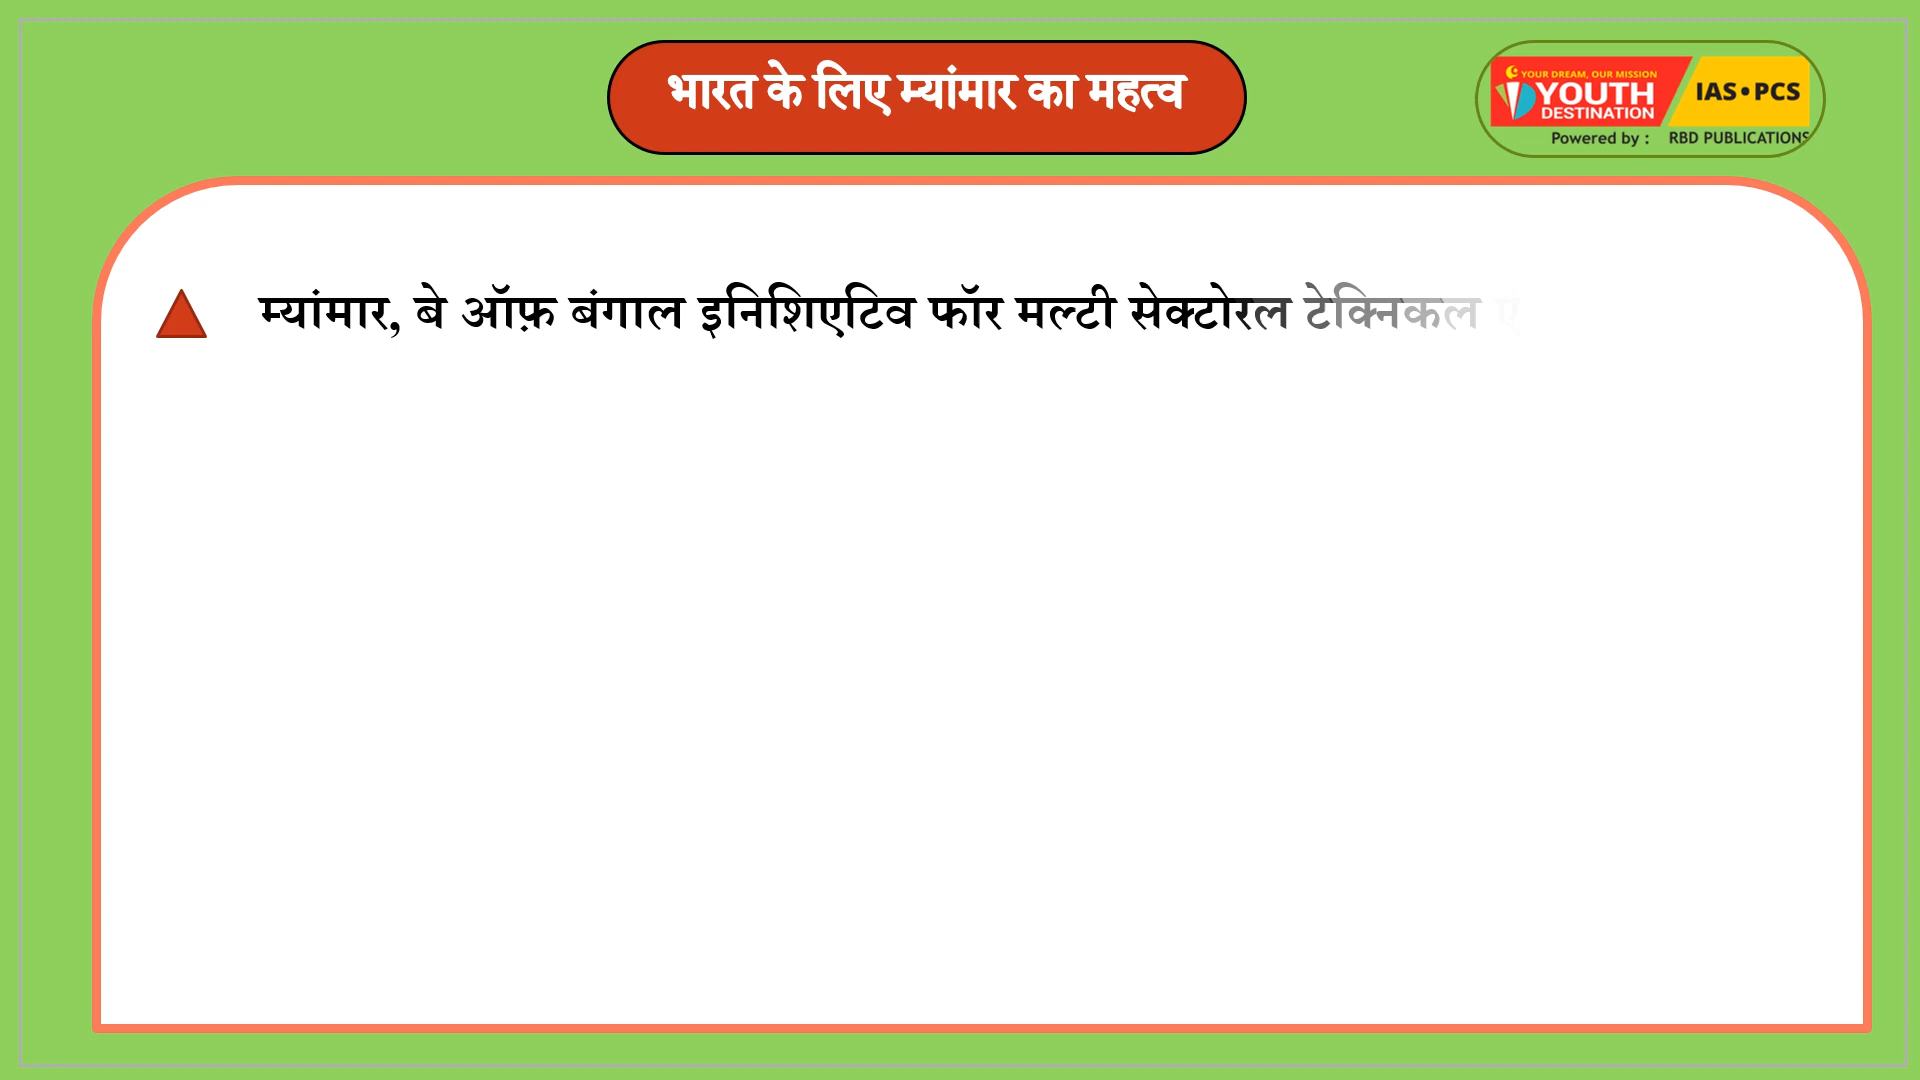 भारत के लिए म्यांमार का महत्व
YOUR DREAM, OUR MISSION
YOUTH
DESTINATION
IAS•PCS
Powered by : RBD PUBLICATIONS
म्यांमार, बे ऑफ़ बंगाल इनिशिएटिव फॉर मल्टी सेक्टोरल टेक्निकल